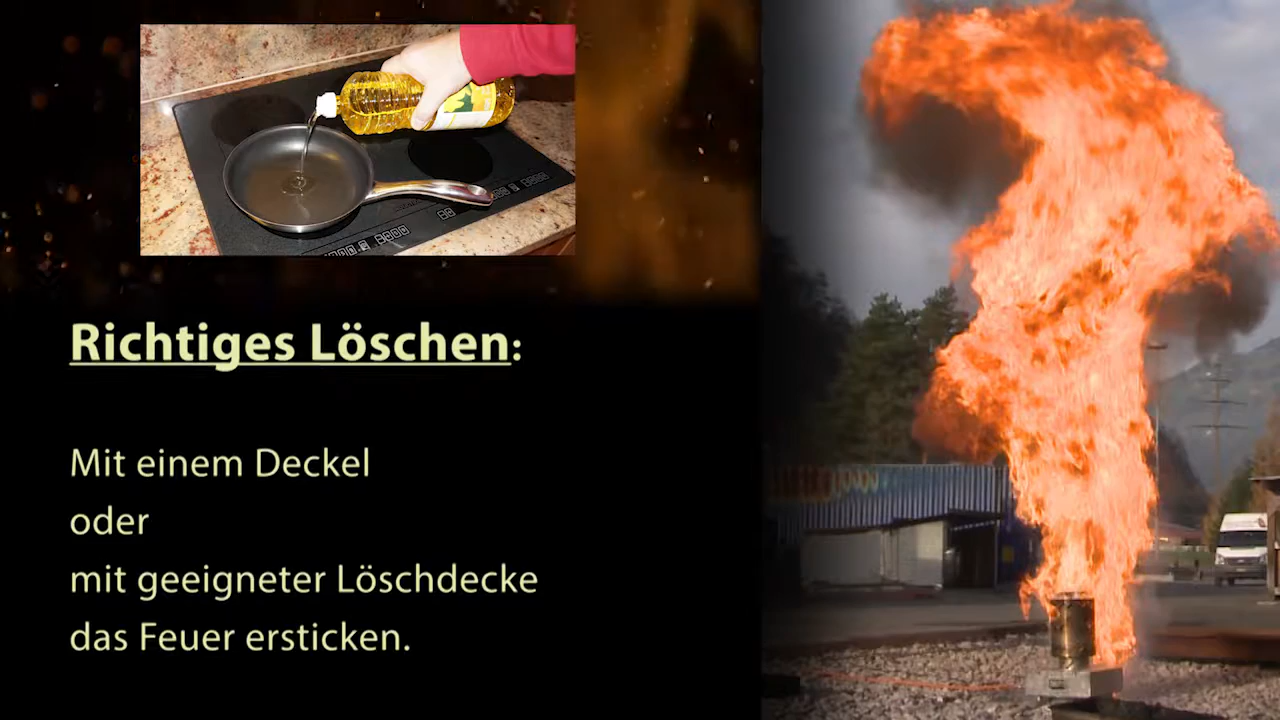 Richtiges Löschen:
Mit einem Deckel
oder
mit geeigneter Löschdecke
das Feuer ersticken.